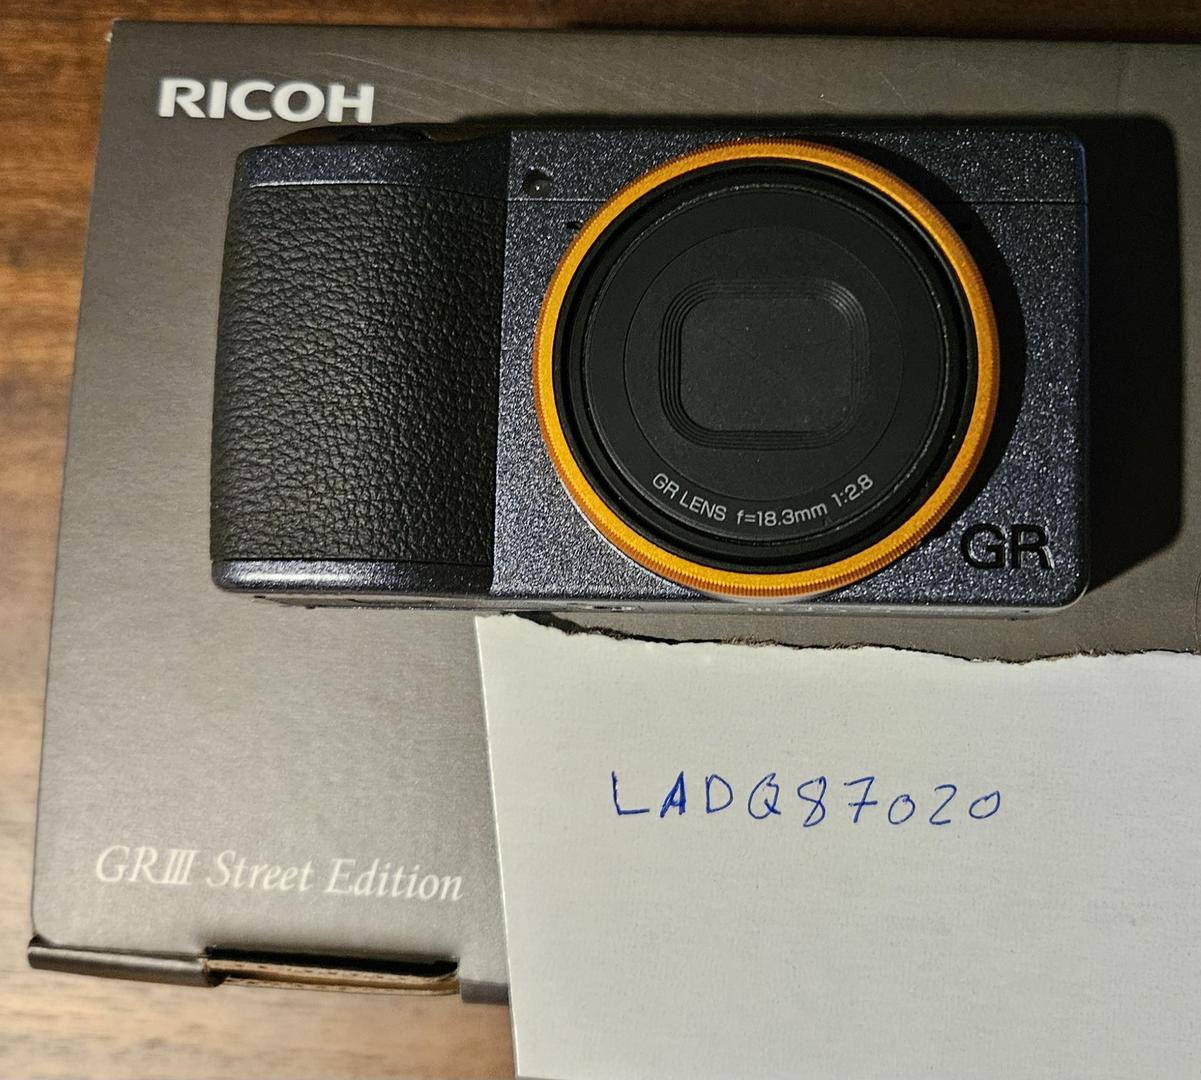 RICOH
GR LENS f=18.3mm 1:2.8
GR
LADQ87020
GRIII Street Edition